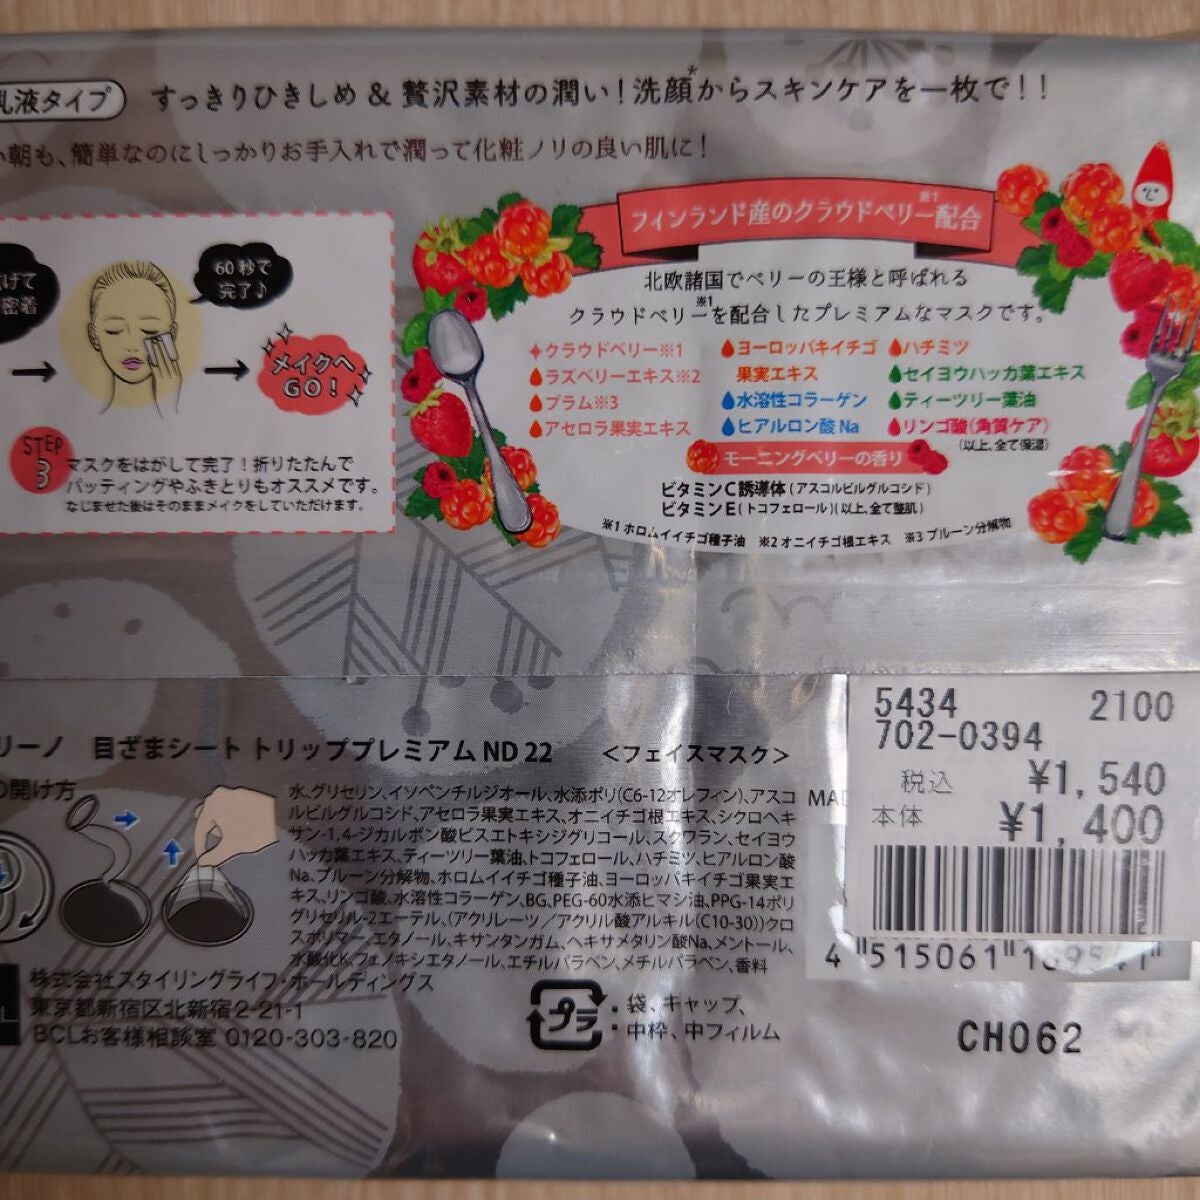 乳液タイプ すっきりひきしめ & 贅沢素材の潤い!洗顔*からスキンケアを一枚で!!
朝も、簡単なのにしっかりお手入れで潤って化粧ノリの良い肌に!
げて
密着
60秒で
完了♪
メイクへ
GO!
STEP
3
マスクをはがして完了!折りたたんで
パッティングやふきとりもオススメです。
なじませた後はそのままメイクをしていただけます。
フィンランド産のクラウドベリー※1配合
北欧諸国でベリーの王様と呼ばれる
クラウドベリー※1を配合したプレミアムなマスクです。
クラウドベリー※1
ラズベリーエキス※2
プラム※3
アセロラ果実エキス
ヨーロッパキイチゴ
果実エキス
水溶性コラーゲン
ヒアルロン酸Na
ハチミツ
セイヨウハッカ葉エキス
ティーツリー葉油
リンゴ酸(角質ケア)
(以上、全て保湿)
モーニングベリーの香り
ビタミンC誘導体(アスコルビルグルコシド)
ビタミンE(トコフェロール)(以上、全て整肌)
※1 ホロムイイチゴ種子油 ※2 オニイチゴ根エキス ※3 プルーン分解物
リーノ 目ざまシート トリッププレミアム ND 22 <フェイスマスク>
の開け方
水、グリセリン、イソペンチルジオール、水添ポリ(C6-12オレフィン)、アスコ
ルビルグルコシド、アセロラ果実エキス、オニイチゴ根エキス、シクロヘキ
サン-1,4-ジカルボン酸ビスエトキシジグリコール、スクワラン、セイヨウ
ハッカ葉エキス、ティーツリー葉油、トコフェロール、ハチミツ、ヒアルロン酸
Na、プルーン分解物、ホロムイイチゴ種子油、ヨーロッパキイチゴ果実エ
キス、リンゴ酸、水溶性コラーゲン、BG、PEG-60水添ヒマシ油、PPG-14ポリ
グリセリル-2エーテル、(アクリレーツ/アクリル酸アルキル(C10-30))クロ
スポリマー、エタノール、キサンタンガム、ヘキサメタリン酸Na、メントール、
水酸化K、フェノキシエタノール、エチルパラベン、メチルパラベン、香料
株式会社スタイリングライフ・ホールディングス
東京都新宿区北新宿2-21-1
BCLお客様相談室 0120-303-820
プラ
:袋、キャップ、
:中枠、中フィルム
5434 2100
702-0394
税込 ¥1,540
本体 ¥1,400
4 515061
CH062